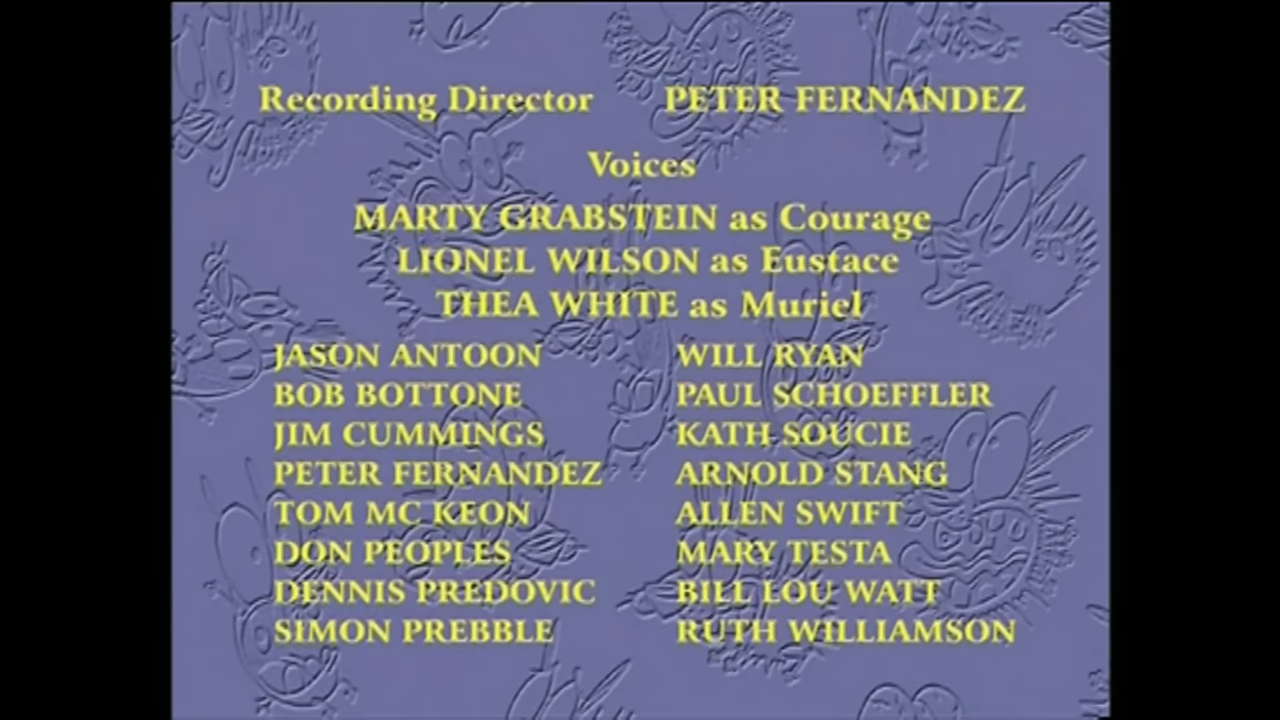 Recording Director PETER FERNANDEZ
Voices
MARTY GRABSTEIN as Courage
LIONEL WILSON as Eustace
THEA WHITE as Muriel
JASON ANTOON
BOB BOTTONE
JIM CUMMINGS
PETER FERNANDEZ
TOM MC KEON
DON PEOPLES
DENNIS PREDOVIC
SIMON PREBBLE
WILL RYAN
PAUL SCHOEFFLER
KATH SOUCIE
ARNOLD STANG
ALLEN SWIFT
MARY TESTA
BILL LOU WATT
RUTH WILLIAMSON